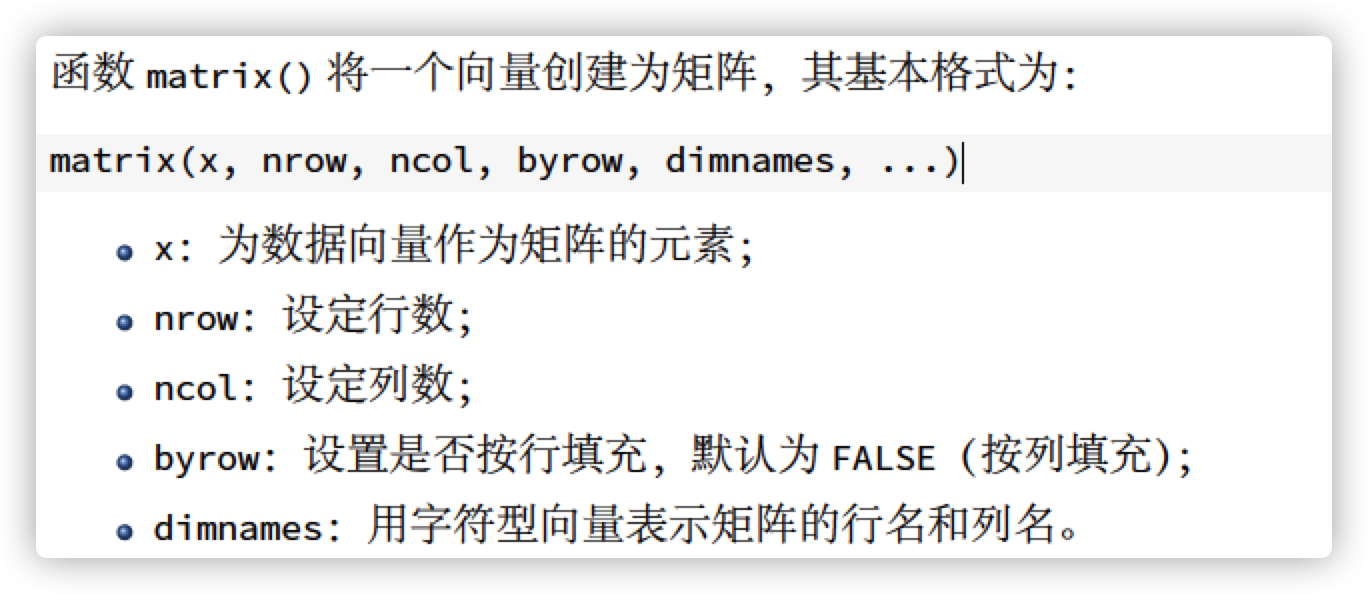 函数 matrix() 将一个向量创建为矩阵，其基本格式为：
matrix(x, nrow, ncol, byrow, dimnames, ...)
x：为数据向量作为矩阵的元素；
nrow：设定行数；
ncol：设定列数；
byrow：设置是否按行填充，默认为 FALSE（按列填充）；
dimnames：用字符型向量表示矩阵的行名和列名。